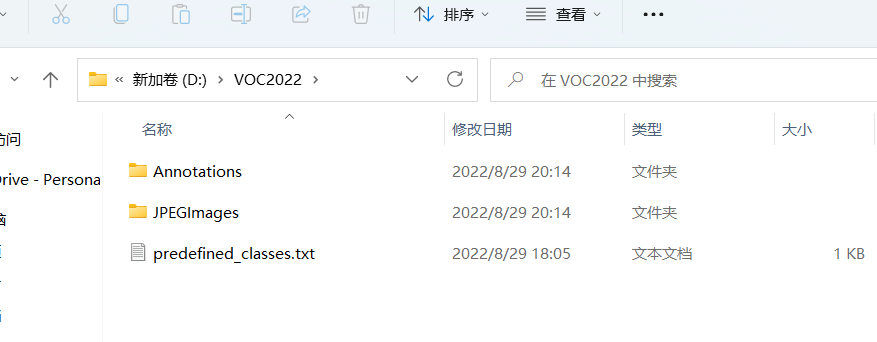 排序 查看
新加卷 (D:) VOC2022 在 VOC2022 中搜索
名称 修改日期 类型 大小
访问
Annotations 2022/8/29 20:14 文件夹
Drive - Persona
JPEGImages 2022/8/29 20:14 文件夹
predefined_classes.txt 2022/8/29 18:05 文本文档 1 KB